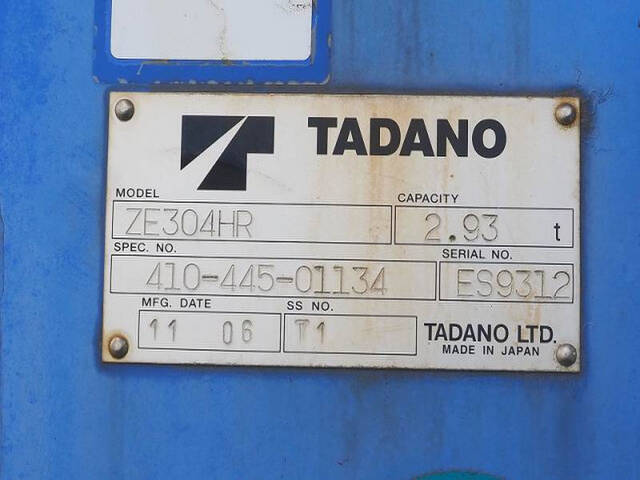 TADANO
MODEL CAPACITY
ZE304HR 2.93 t
SPEC. NO. SERIAL NO.
410-445-01134 ES9312
MFG. DATE SS NO.
11 06 T1 TADANO LTD.
MADE IN JAPAN